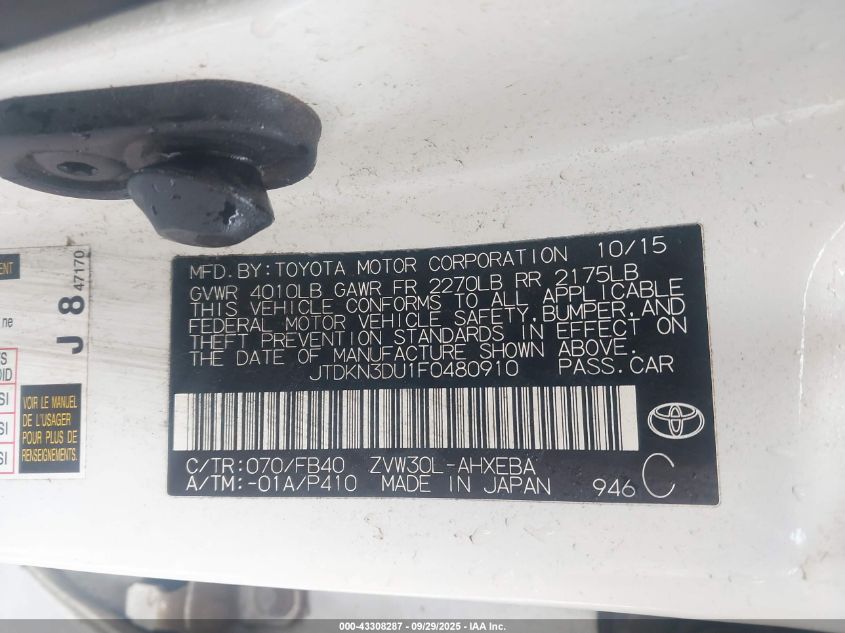 MFD. BY: TOYOTA MOTOR CORPORATION 10/15
GVWR 4010LB GAWR FR 2270LB RR 2175LB
THIS VEHICLE CONFORMS TO ALL APPLICABLE
FEDERAL MOTOR VEHICLE SAFETY, BUMPER, AND
THEFT PREVENTION STANDARDS IN EFFECT ON
THE DATE OF MANUFACTURE SHOWN ABOVE.
JTDKN3DU1F0480910 PASS. CAR
C/TR: 070/FB40 ZVW30L-AHXEBA
A/TM: -01A/P410 MADE IN JAPAN 946 C
J 8 47170
ne
VOIR LE MANUEL
DE L'USAGER
POUR PLUS DE
RENSEIGNEMENTS.
000-43308287 - 09/29/2025 - IAA Inc.